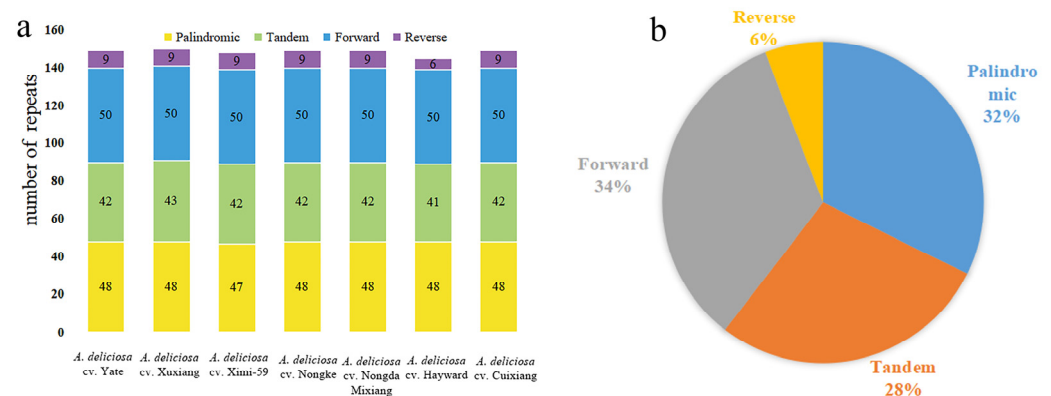 a
Palindromic Tandem Forward Reverse
number of repeats
160
140
120
100
80
60
40
20
0
9 9 9 9 9 6 9
50 50 50 50 50 50 50
42 43 42 42 42 41 42
48 48 47 48 48 48 48
A. deliciosa
cv. Yate
A. deliciosa
cv. Xuxiang
A. deliciosa
cv. Ximi-59
A. deliciosa
cv. Nongke
A. deliciosa
cv. Nongda
Mixiang
A. deliciosa
cv. Hayward
A. deliciosa
cv. Cuixiang
b
Reverse
6%
Palindro
mic
32%
Forward
34%
Tandem
28%